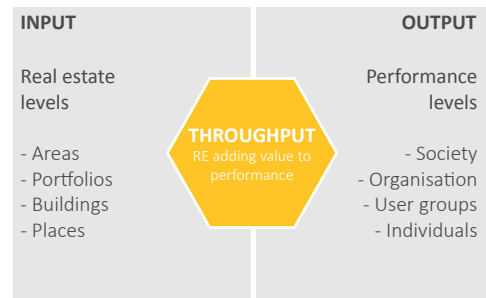 INPUT
Real estate
levels
- Areas
- Portfolios
- Buildings
- Places
THROUGHPUT
RE adding value to
performance
OUTPUT
Performance
levels
- Society
- Organisation
- User groups
- Individuals